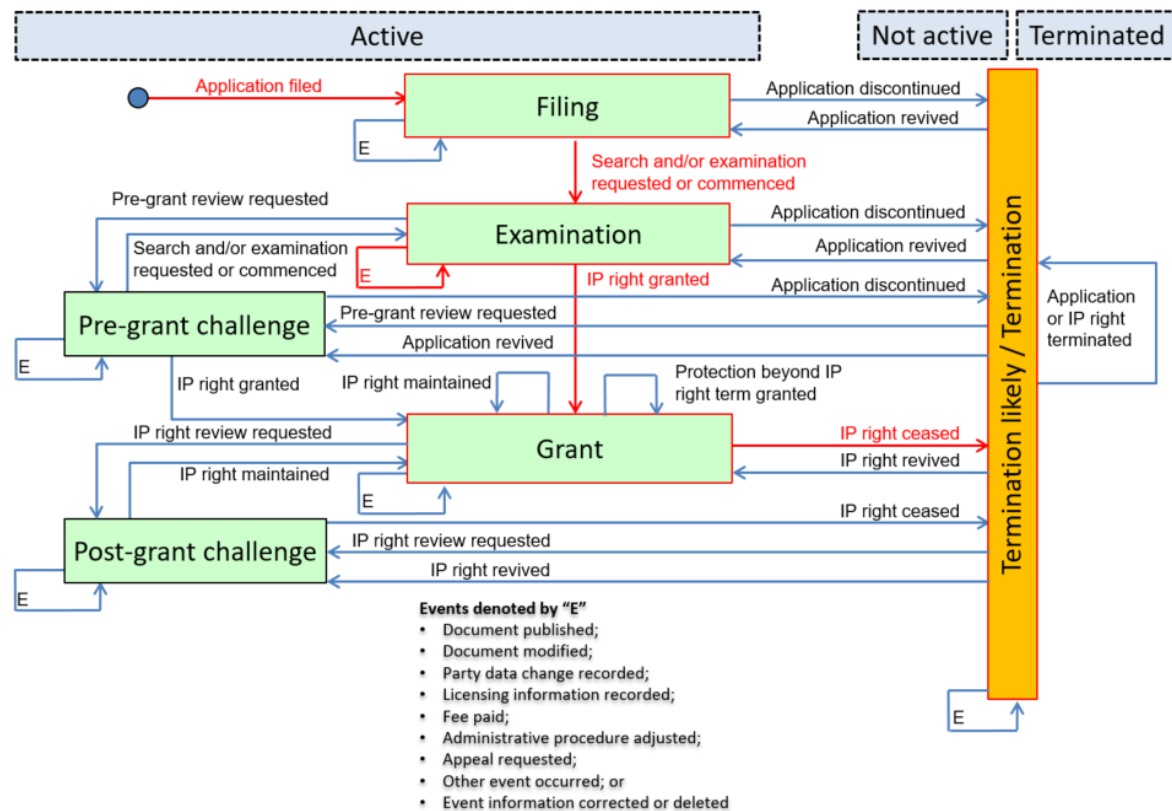 Active
Not active
Terminated
Application filed
Filing
Application discontinued
Application revived
E
Search and/or examination
requested or commenced
Pre-grant review requested
Examination
Application discontinued
Search and/or examination
requested or commenced
Application revived
E
IP right granted
Application discontinued
Application
or IP right
terminated
Pre-grant challenge
Pre-grant review requested
Application revived
E
IP right granted
IP right maintained
Protection beyond IP
right term granted
IP right review requested
Grant
IP right ceased
IP right revived
IP right maintained
E
IP right ceased
Post-grant challenge
IP right review requested
IP right revived
E
Termination likely / Termination
E
Events denoted by “E”
• Document published;
• Document modified;
• Party data change recorded;
• Licensing information recorded;
• Fee paid;
• Administrative procedure adjusted;
• Appeal requested;
• Other event occurred; or
• Event information corrected or deleted